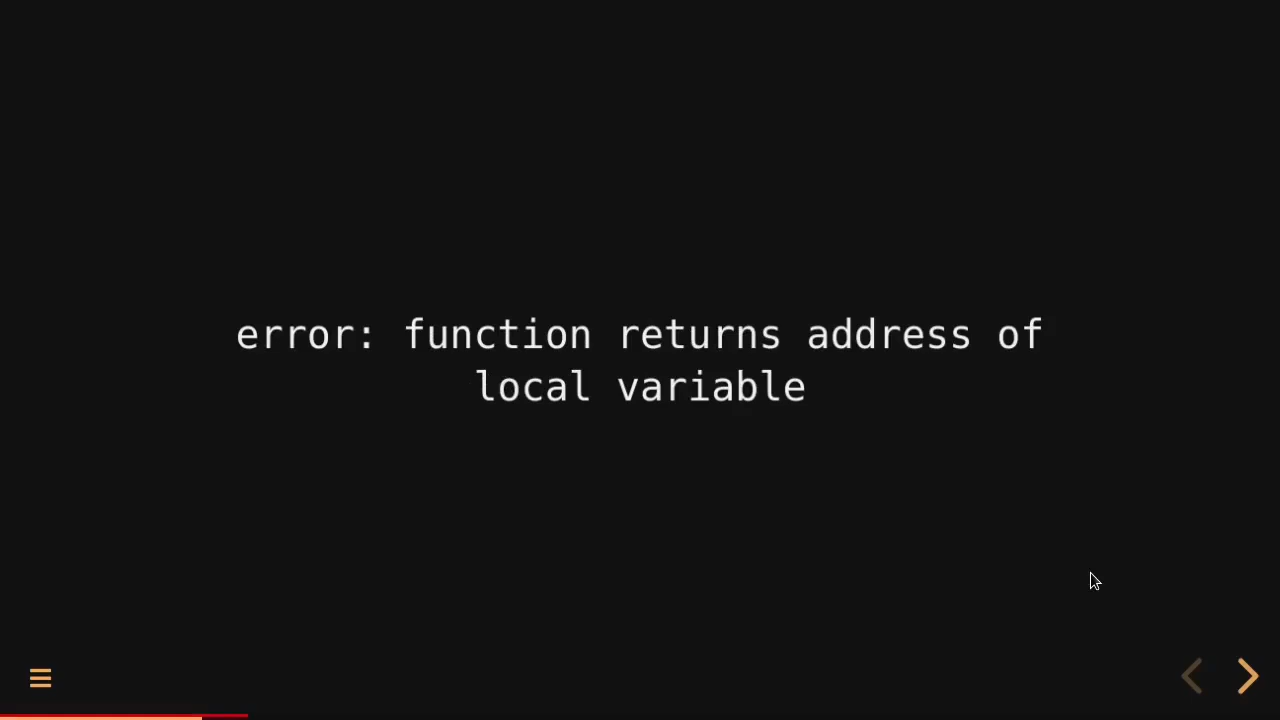 error: function returns address of
local variable